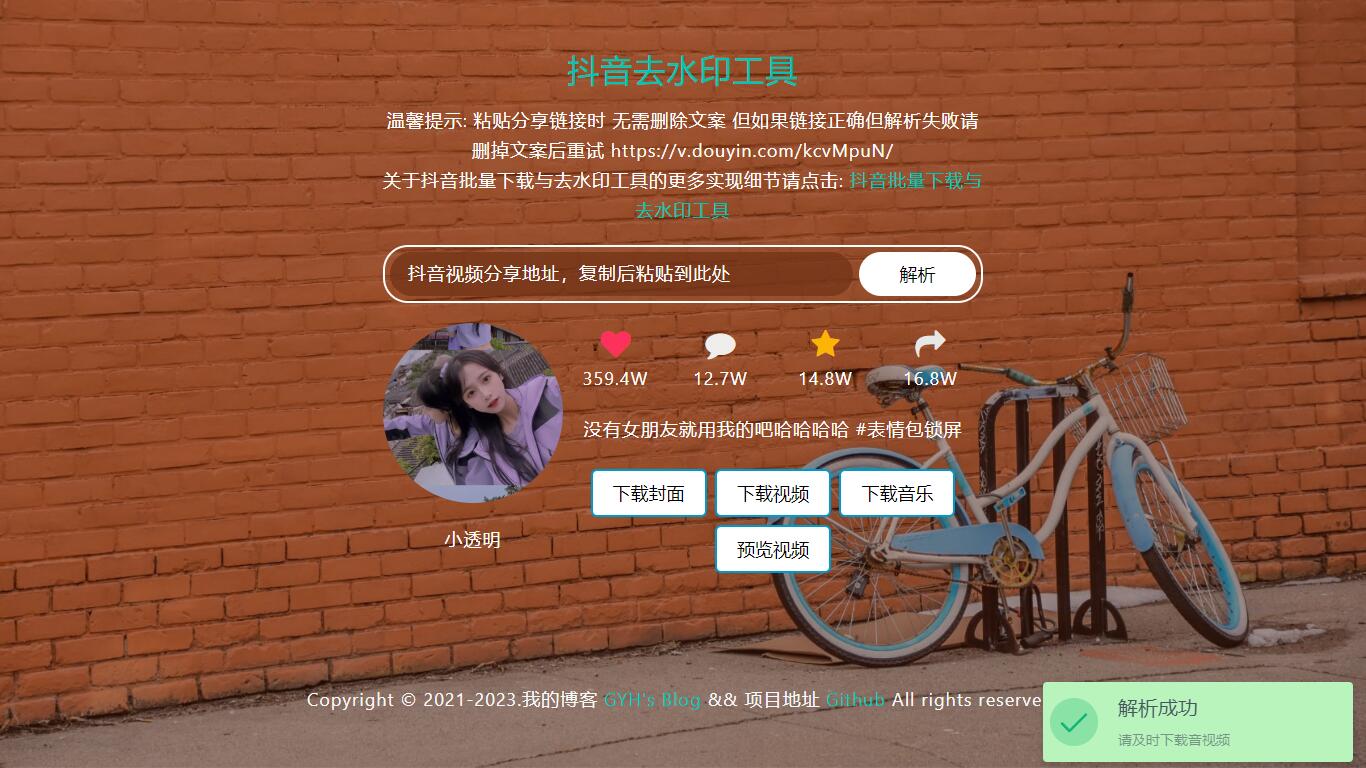 抖音去水印工具
温馨提示: 粘贴分享链接时 无需删除文案 但如果链接正确但解析失败请
删掉文案后重试 https://v.douyin.com/kcvMpuN/
关于抖音批量下载与去水印工具的更多实现细节请点击: 抖音批量下载与
去水印工具
抖音视频分享地址，复制后粘贴到此处 解析
359.4W 12.7W 14.8W 16.8W
没有女朋友就用我的吧哈哈哈哈 #表情包锁屏
下载封面 下载视频 下载音乐
预览视频
小透明
Copyright © 2021-2023.我的博客 GYH's Blog && 项目地址 Github All rights reserve
解析成功
请及时下载音视频